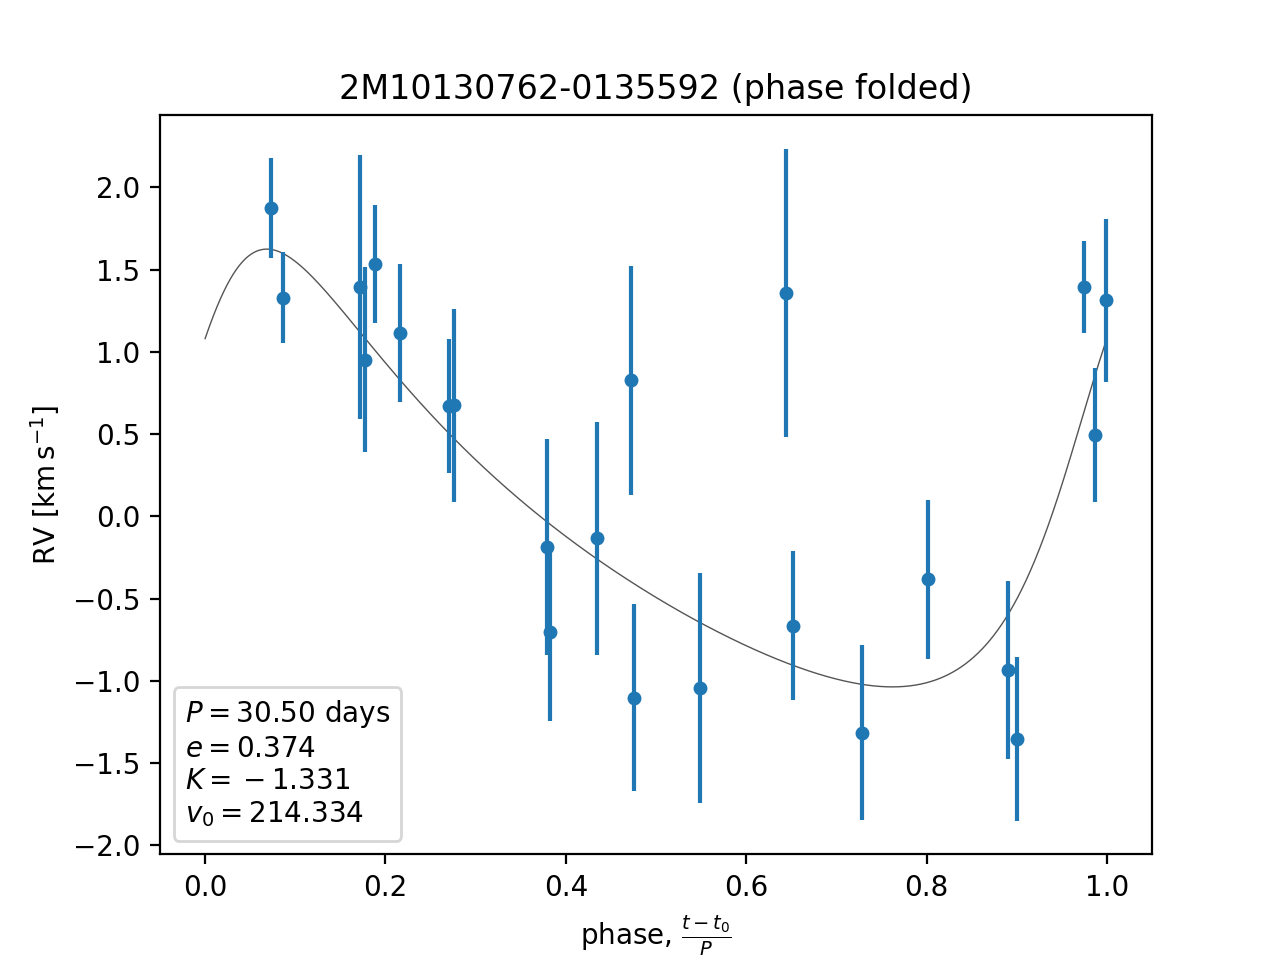 2M10130762-0135592 (phase folded)
RV [km s⁻¹]
2.0
1.5
1.0
0.5
0.0
−0.5
−1.0
−1.5
−2.0
P = 30.50 days
e = 0.374
K = −1.331
v₀ = 214.334
0.0 0.2 0.4 0.6 0.8 1.0
phase, (t − t₀)/P